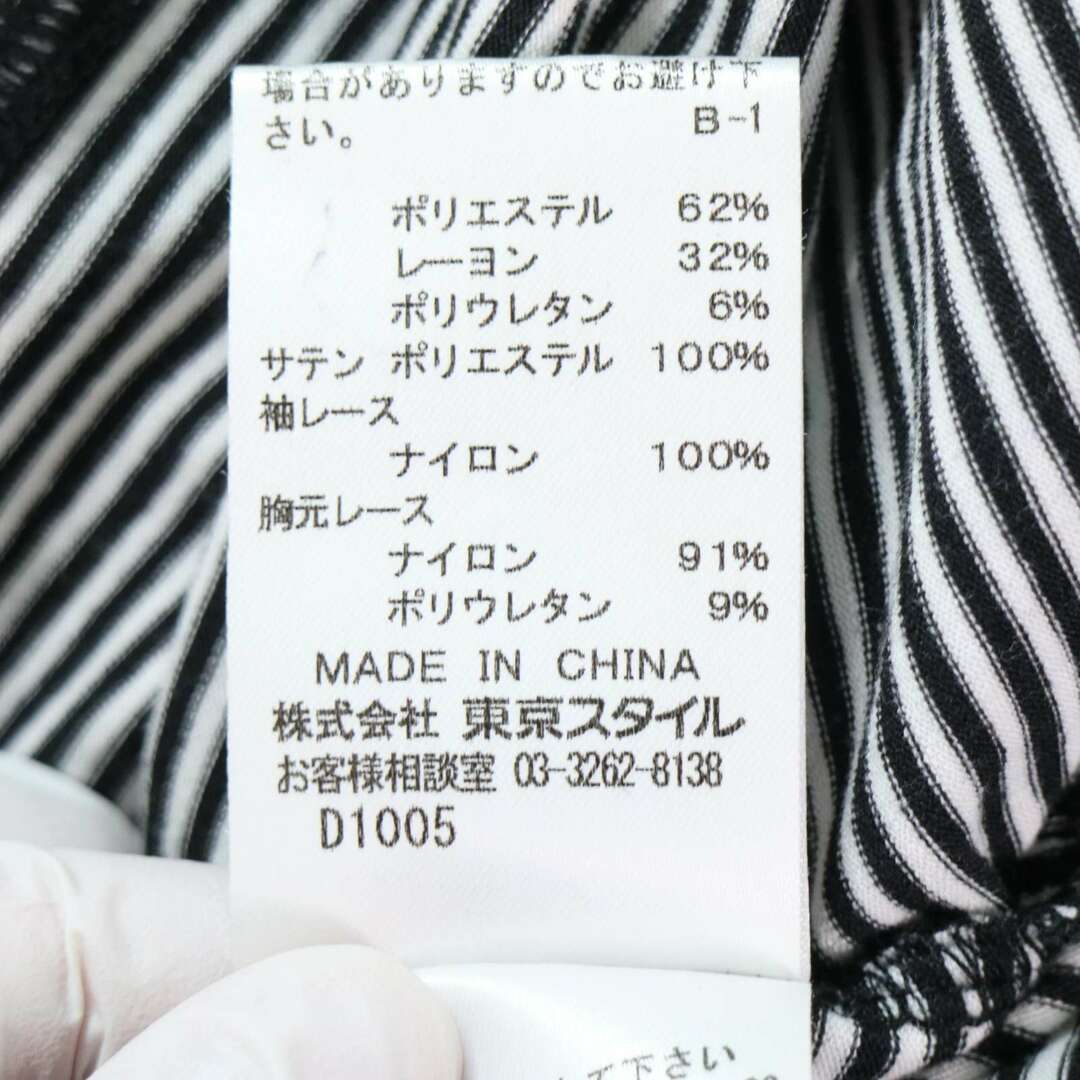 場合がありますのでお避け下
さい。 B-1
ポリエステル 62%
レーヨン 32%
ポリウレタン 6%
サテン ポリエステル 100%
袖レース
ナイロン 100%
胸元レース
ナイロン 91%
ポリウレタン 9%
MADE IN CHINA
株式会社 東京スタイル
お客様相談室 03-3262-8138
D1005
下さい